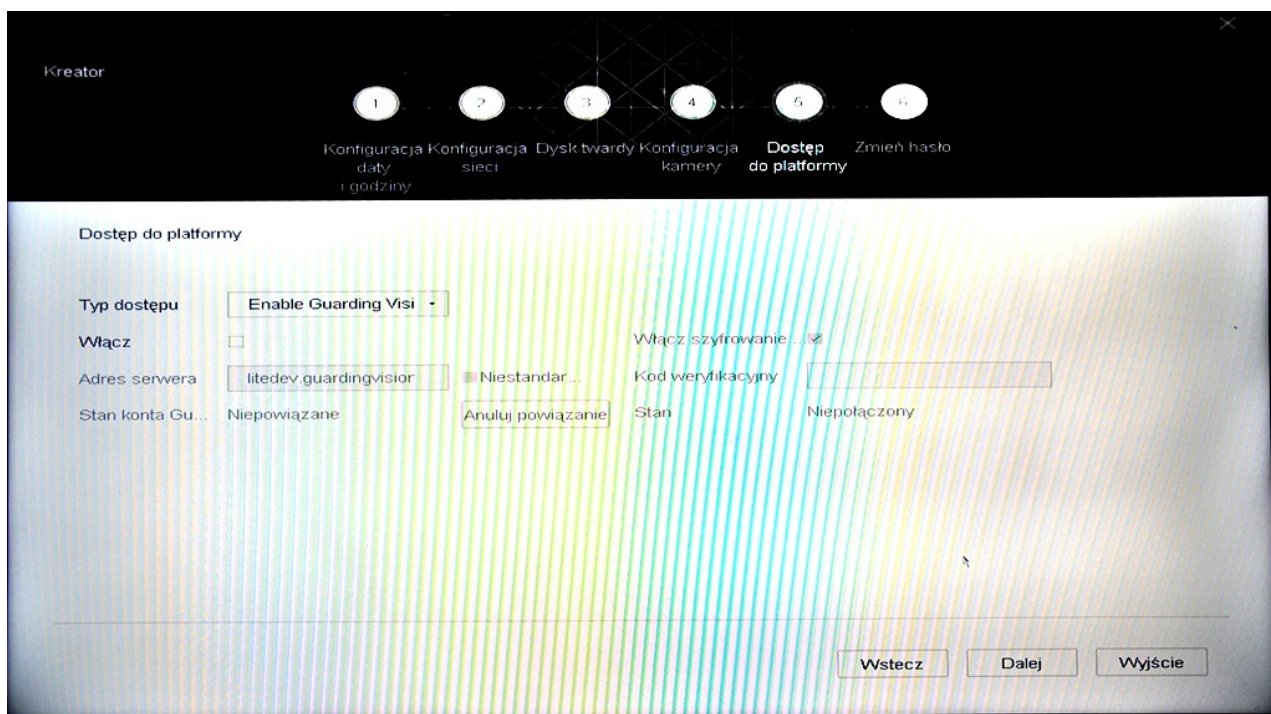 Kreator
1
2
3
4
5
6
Konfiguracja daty i godziny
Konfiguracja sieci
Dysk twardy
Konfiguracja kamery
Dostęp do platformy
Zmień hasło
Dostęp do platformy
Typ dostępu Enable Guarding Visi
Włącz Włącz szyfrowanie ...
Adres serwera litedev.guardingvisior Niestandar... Kod weryfikacyjny
Stan konta Gu... Niepowiązane Anuluj powiązanie Stan Niepołączony
Wstecz Dalej Wyjście